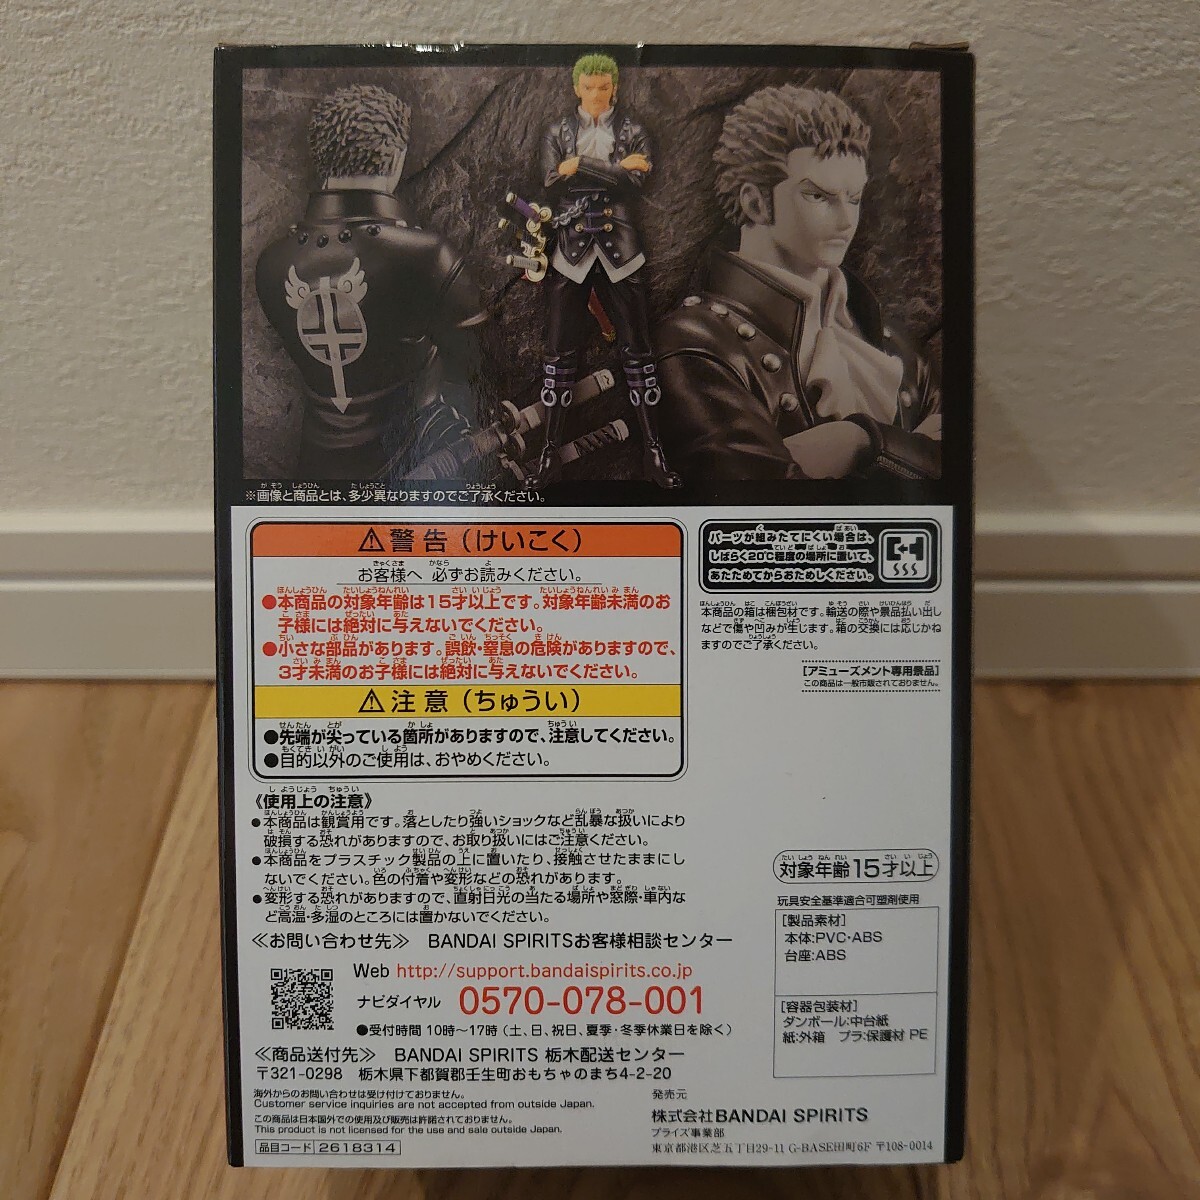 ※画像と商品とは、多少異なりますのでご了承ください。
⚠警告（けいこく）
お客様へ 必ずお読みください。
●本商品の対象年齢は15才以上です。対象年齢未満のお
子様には絶対に与えないでください。
●小さな部品があります。誤飲・窒息の危険がありますので、
3才未満のお子様には絶対に与えないでください。
⚠注意（ちゅうい）
●先端が尖っている箇所がありますので、注意してください。
●目的以外のご使用は、おやめください。
パーツが組みたてにくい場合は、
しばらく20℃程度の場所に置いて、
あたためてからおためしください。
本商品の箱は梱包材です。輸送の際や景品払い出し
などで傷や凹みが生じます。箱の交換には応じかね
ますのでご了承ください。
[アミューズメント専用景品]
この商品は一般市販されておりません。
《使用上の注意》
●本商品は観賞用です。落としたり強いショックなど乱暴な扱いにより
破損する恐れがありますので、お取り扱いにはご注意ください。
●本商品をプラスチック製品の上に置いたり、接触させたままにし
ないでください。色の付着や変形などの恐れがあります。
●変形する恐れがありますので、直射日光の当たる場所や窓際・車内な
ど高温・多湿のところには置かないでください。
≪お問い合わせ先≫ BANDAI SPIRITSお客様相談センター
Web http://support.bandaispirits.co.jp
ナビダイヤル 0570-078-001
●受付時間 10時〜17時（土、日、祝日、夏季・冬季休業日を除く）
≪商品送付先≫ BANDAI SPIRITS 栃木配送センター
〒321-0298 栃木県下都賀郡壬生町おもちゃのまち4-2-20
海外からのお問い合わせは受け付けておりません。
Customer service inquiries are not accepted from outside Japan.
この商品は日本国外での使用及び販売は許諾されておりません。
This product is not licensed for the use and sale outside Japan.
品目コード 2618314
対象年齢15才以上
玩具安全基準適合可塑剤使用
[製品素材]
本体:PVC・ABS
台座:ABS
[容器包装材]
ダンボール:中台紙
紙:外箱 プラ:保護材 PE
発売元
株式会社BANDAI SPIRITS
プライズ事業部
東京都港区芝五丁目29-11 G-BASE田町6F 〒108-0014